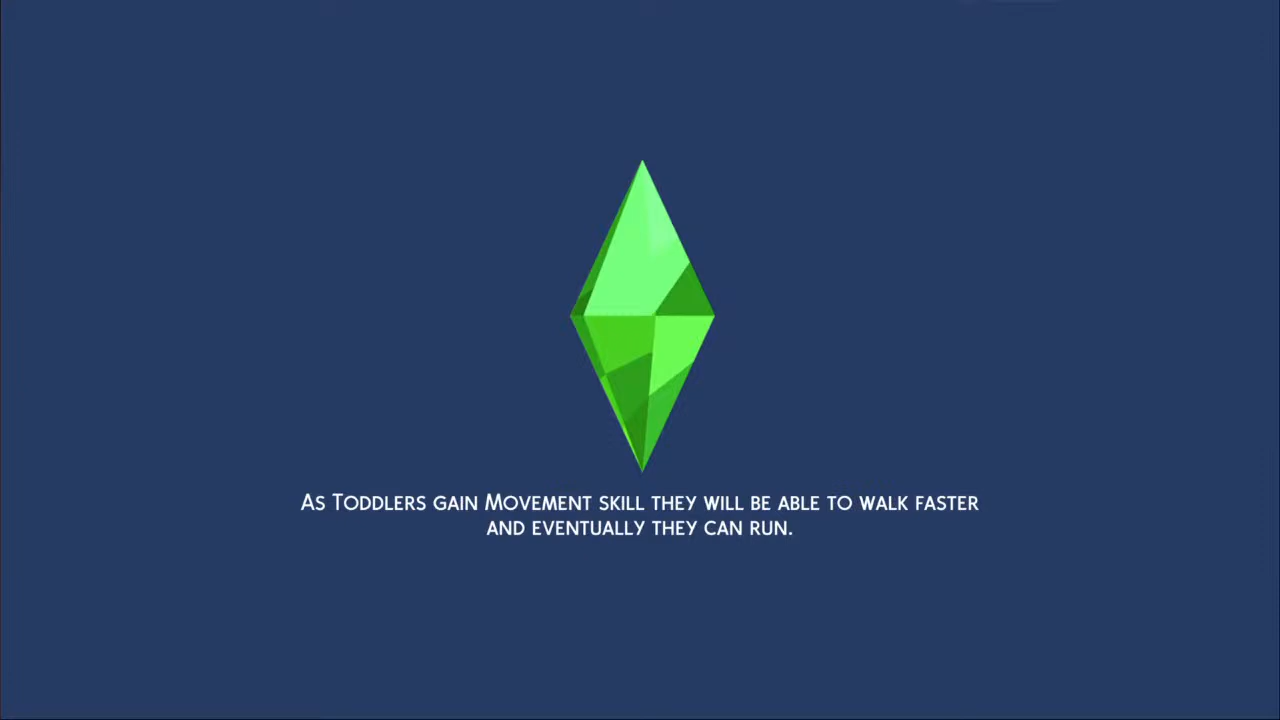 As Toddlers gain Movement skill they will be able to walk faster
and eventually they can run.